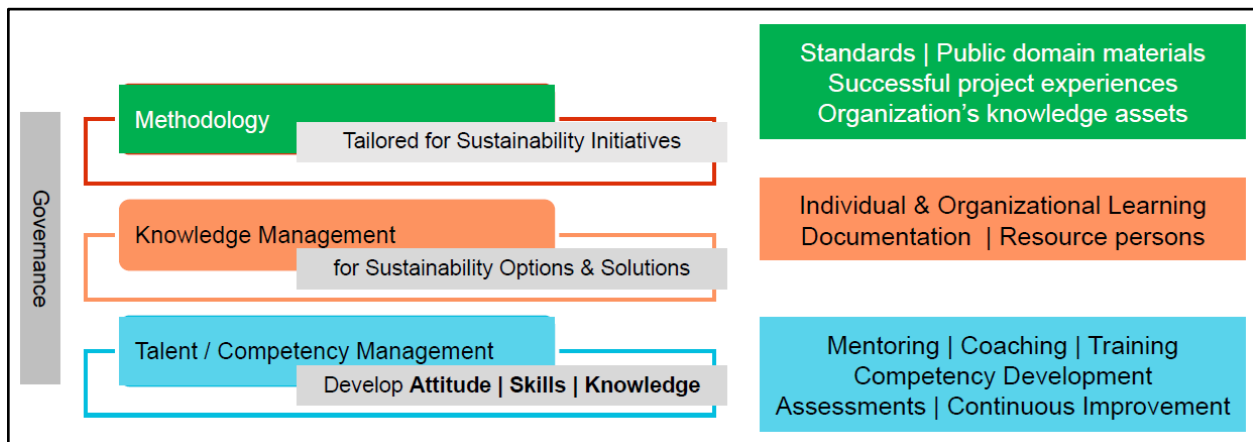 Governance
Methodology
Tailored for Sustainability Initiatives
Standards | Public domain materials
Successful project experiences
Organization's knowledge assets
Knowledge Management
for Sustainability Options & Solutions
Individual & Organizational Learning
Documentation | Resource persons
Talent / Competency Management
Develop Attitude | Skills | Knowledge
Mentoring | Coaching | Training
Competency Development
Assessments | Continuous Improvement